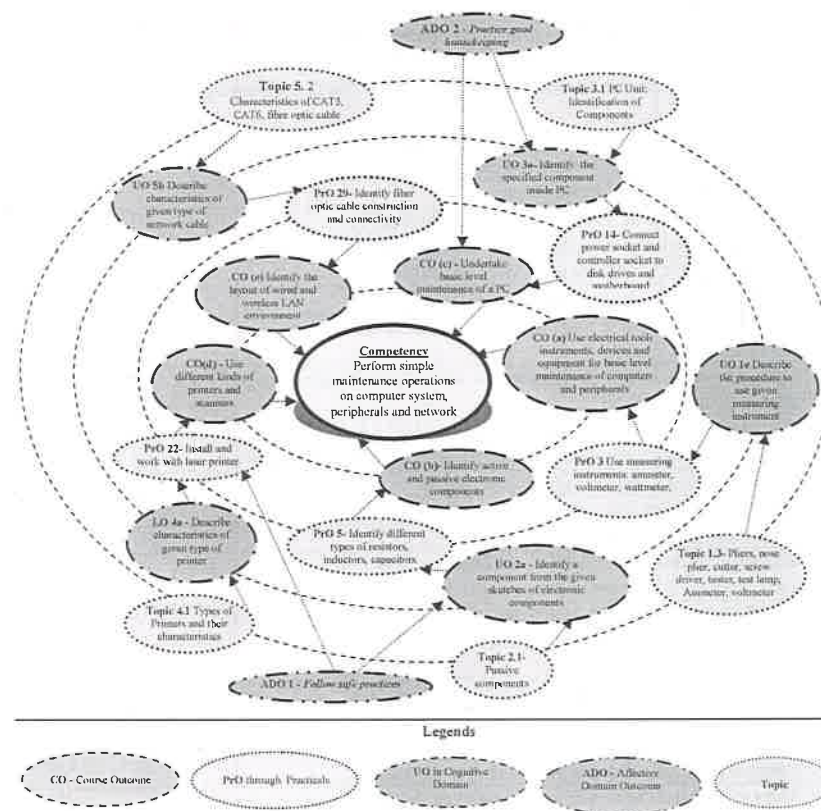 ADO 2 - Practice good
housekeeping
Topic 5. 2
Characteristics of CAT5,
CAT6, fibre optic cable
Topic 3.1 PC Unit:
Identification of
Components
UO 5b Describe
characteristics of
given type of
network cable
PrO 29- Identify fiber
optic cable construction
and connectivity
UO 3a- Identify the
specified component
inside PC
PrO 14- Connect
power socket and
controller socket to
disk drives and
motherboard
CO (e) Identify the
layout of wired and
wireless LAN
environment
CO (c) - Undertake
basic level
maintenance of a PC
Competency
Perform simple
maintenance operations
on computer system,
peripherals and network
CO (a) Use electrical tools
instruments, devices and
equipment for basic level
maintenance of computers
and peripherals
UO 1e Describe
the procedure to
use given
measuring
instrument
CO(d) - Use
different kinds of
printers and
scanners
PrO 22- Install and
work with laser printer
CO (b)- Identify action
and passive electronic
components
PrO 3 Use measuring
instruments: ammeter,
voltmeter, wattmeter,
LO 4a - Describe
characteristics of
given type of
printer
PrO 5- Identify different
types of resistors,
inductors, capacitors
UO 2a - Identify a
component form the given
sketches of electronic
components
Topic 1.3- Pliers, nose
plier, cutter, screw
driver, tester, test lamp,
Ammeter, voltmeter
Topic 4.1 Types of
Printers and their
characteristics
Topic 2.1-
Passive
components
ADO 1 - Follow safe practices
Legends
CO - Course Outcome
PrO through Practicals
UO in Cognitive
Domain
ADO - Affective
Domain Outcome
Topic